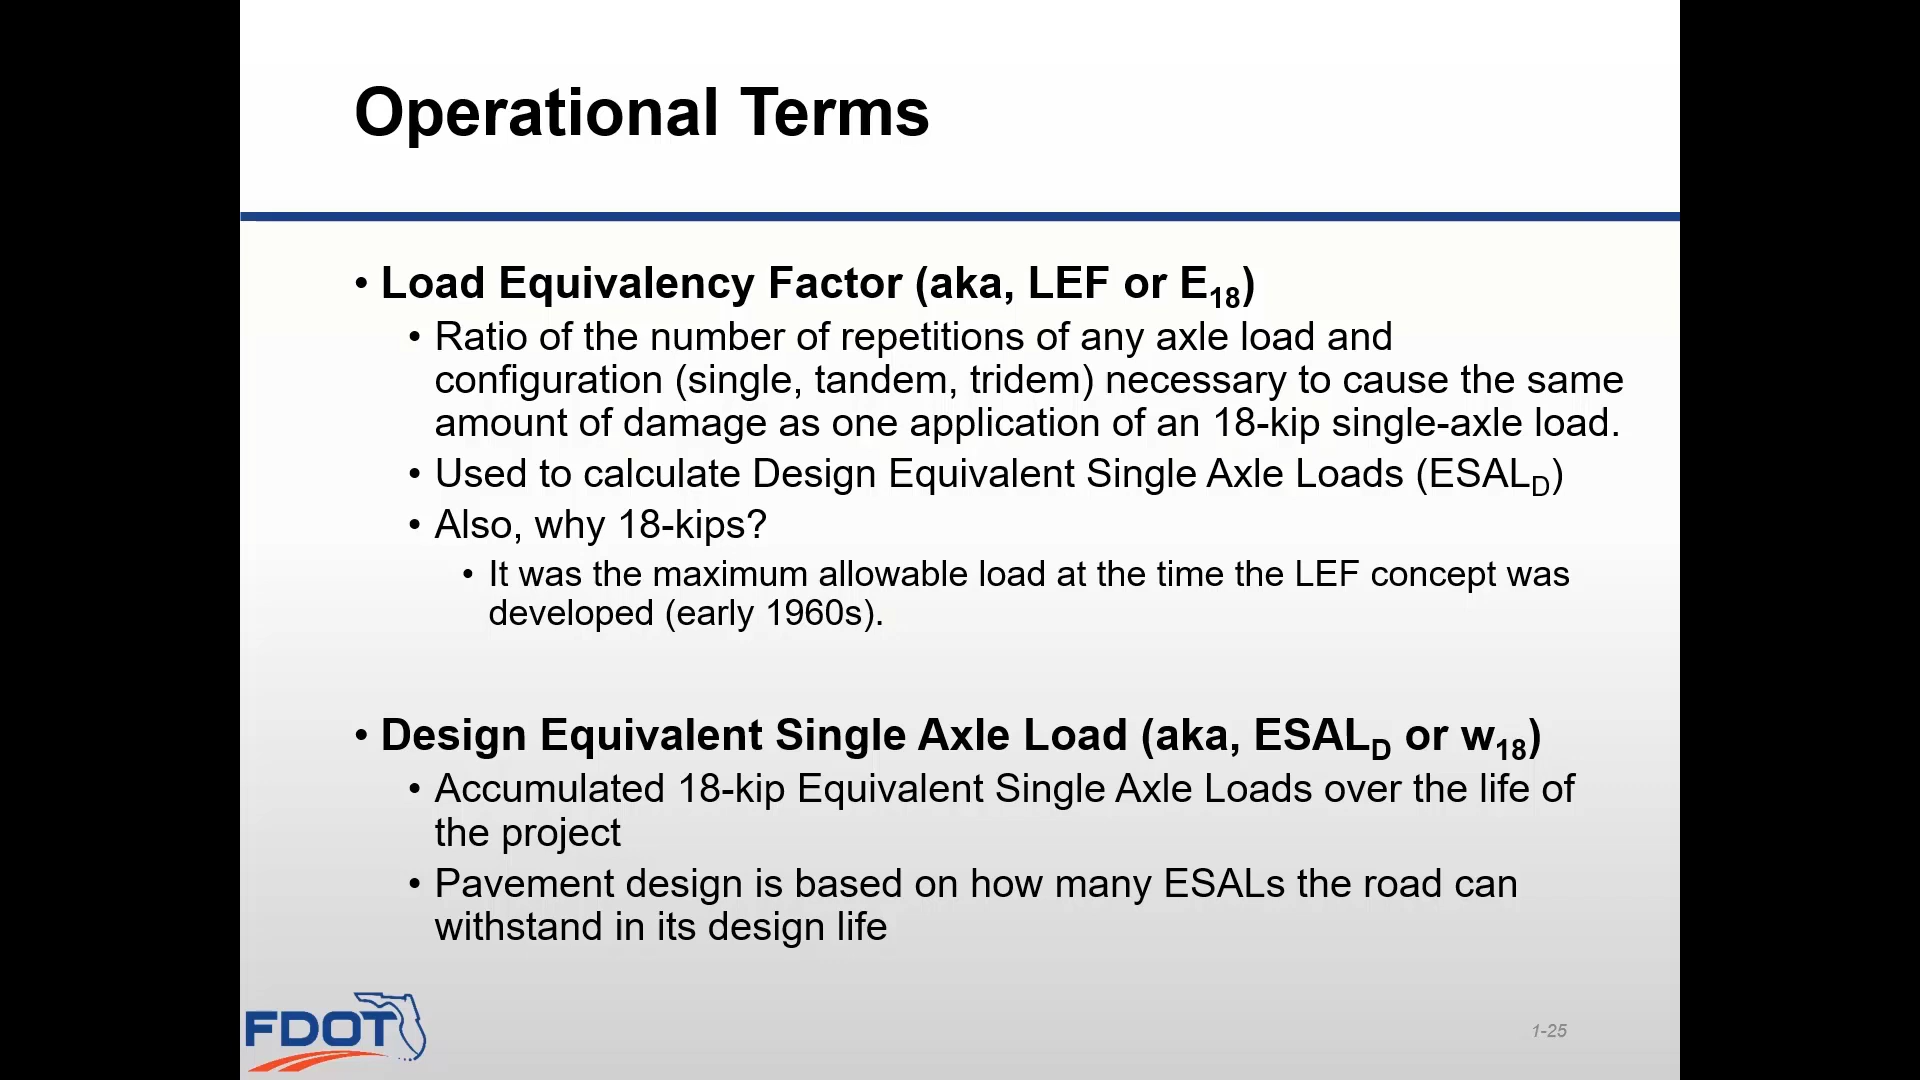 Operational Terms
• Load Equivalency Factor (aka, LEF or E18)
• Ratio of the number of repetitions of any axle load and
configuration (single, tandem, tridem) necessary to cause the same
amount of damage as one application of an 18-kip single-axle load.
• Used to calculate Design Equivalent Single Axle Loads (ESALD)
• Also, why 18-kips?
• It was the maximum allowable load at the time the LEF concept was
developed (early 1960s).
• Design Equivalent Single Axle Load (aka, ESALD or w18)
• Accumulated 18-kip Equivalent Single Axle Loads over the life of
the project
• Pavement design is based on how many ESALs the road can
withstand in its design life
FDOT
1-25